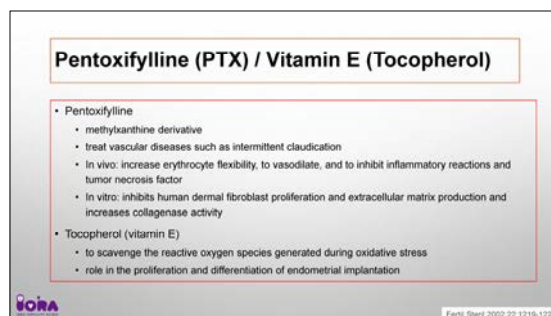 Pentoxifylline (PTX) / Vitamin E (Tocopherol)
• Pentoxifylline
• methylxanthine derivative
• treat vascular diseases such as intermittent claudication
• In vivo: increase erythrocyte flexibility, to vasodilate, and to inhibit inflammatory reactions and
tumor necrosis factor
• In vitro: inhibits human dermal fibroblast proliferation and extracellular matrix production and
increases collagenase activity
• Tocopherol (vitamin E)
• to scavenge the reactive oxygen species generated during oxidative stress
• role in the proliferation and differentiation of endometrial implantation
IORA
Fertil Steril 2002